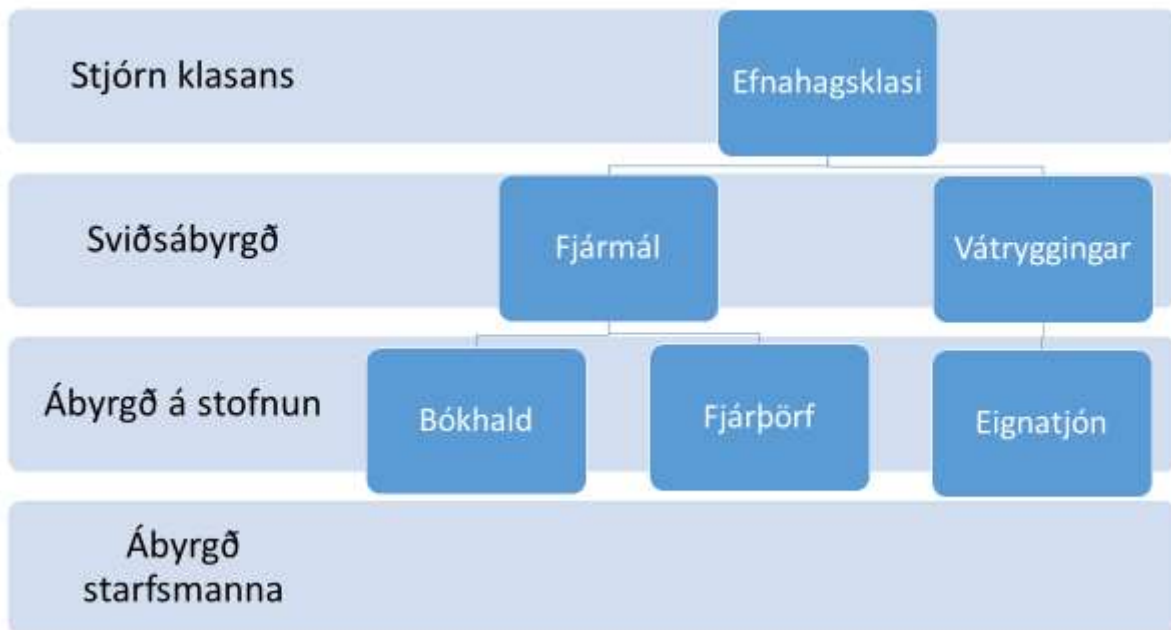 Stjórn klasans
Efnahagsklasi
Sviðsábyrgð
Fjármál
Vátryggingar
Ábyrgð á stofnun
Bókhald
Fjárþörf
Eignatjón
Ábyrgð
starfsmanna